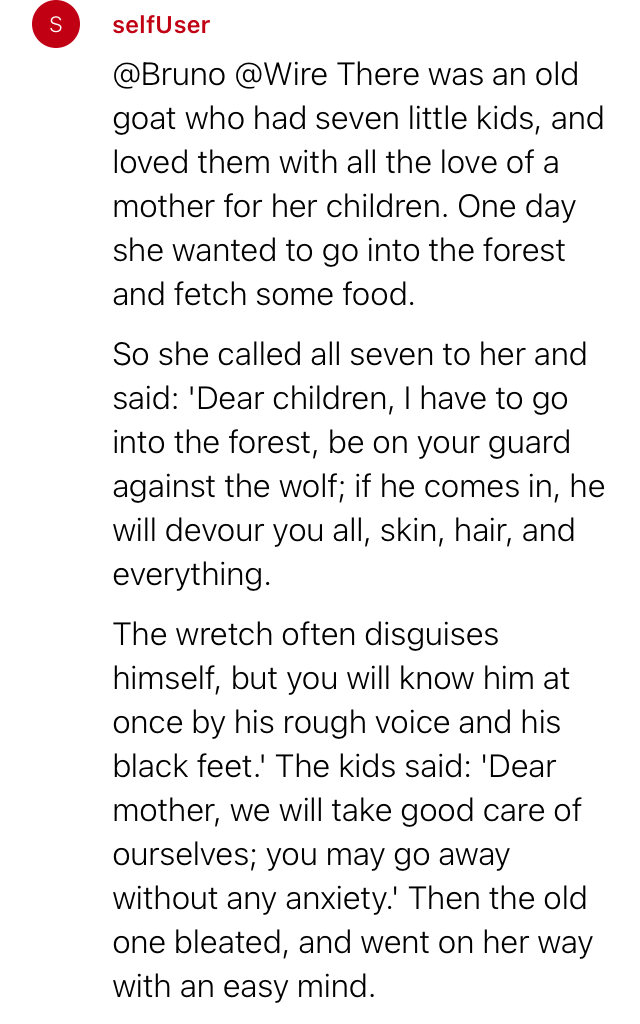 S
selfUser
@Bruno @Wire There was an old
goat who had seven little kids, and
loved them with all the love of a
mother for her children. One day
she wanted to go into the forest
and fetch some food.
So she called all seven to her and
said: 'Dear children, I have to go
into the forest, be on your guard
against the wolf; if he comes in, he
will devour you all, skin, hair, and
everything.
The wretch often disguises
himself, but you will know him at
once by his rough voice and his
black feet.' The kids said: 'Dear
mother, we will take good care of
ourselves; you may go away
without any anxiety.' Then the old
one bleated, and went on her way
with an easy mind.